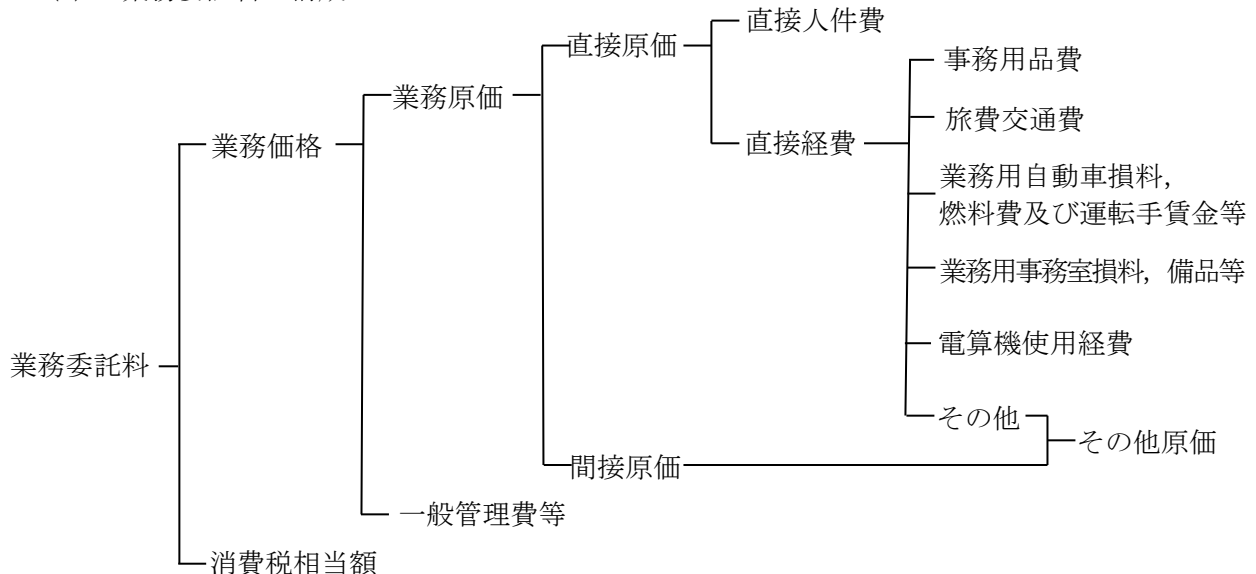 直接人件費
直接原価
事務用品費
業務原価
旅費交通費
業務価格
直接経費
業務用自動車損料,
燃料費及び運転手賃金等
業務用事務室損料, 備品等
電算機使用経費
業務委託料
その他
その他原価
間接原価
一般管理費等
消費税相当額